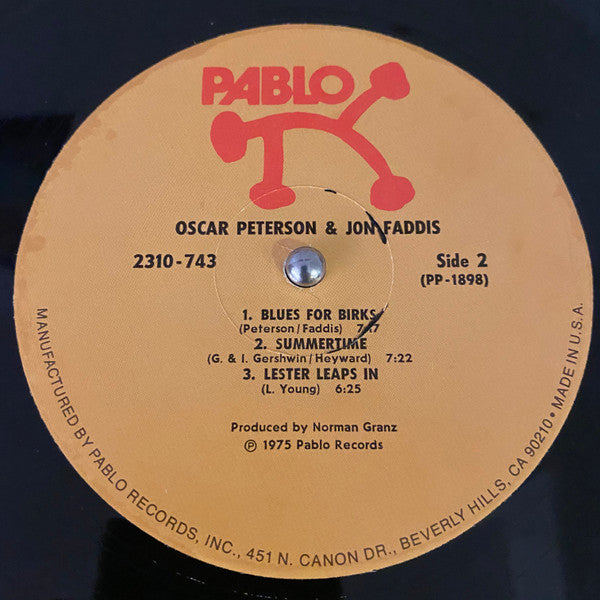 PABLO
OSCAR PETERSON & JON FADDIS
2310-743
Side 2
(PP-1898)
1. BLUES FOR BIRKS
(Peterson/Faddis)
2. SUMMERTIME
(G. & I. Gershwin/Heyward) 7:22
3. LESTER LEAPS IN
(L. Young) 6:25
Produced by Norman Granz
℗ 1975 Pablo Records
MANUFACTURED BY PABLO RECORDS, INC., 451 N. CANON DR., BEVERLY HILLS, CA 90210 • MADE IN U.S.A.